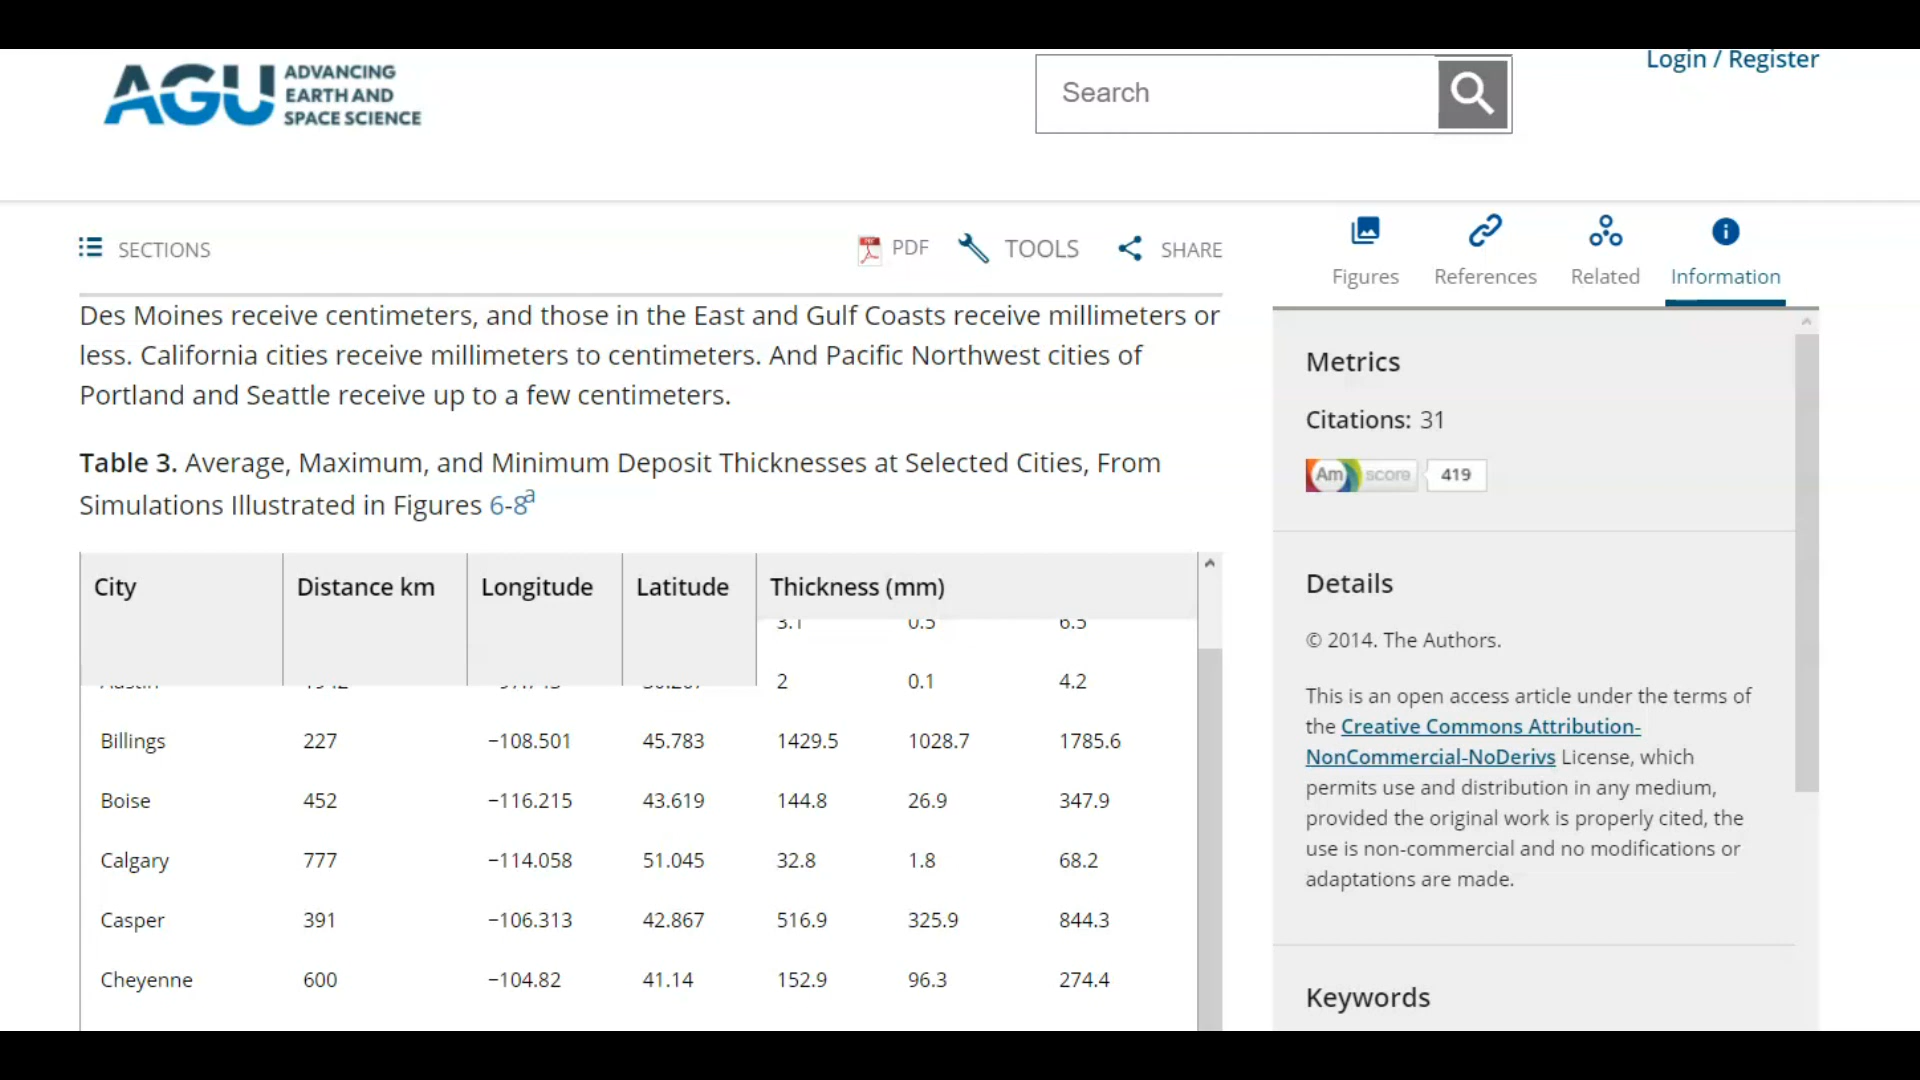 Login / Register
AGU ADVANCING
EARTH AND
SPACE SCIENCE
Search
SECTIONS
PDF TOOLS SHARE
Figures References Related Information
Des Moines receive centimeters, and those in the East and Gulf Coasts receive millimeters or
less. California cities receive millimeters to centimeters. And Pacific Northwest cities of
Portland and Seattle receive up to a few centimeters.
Table 3. Average, Maximum, and Minimum Deposit Thicknesses at Selected Cities, From
Simulations Illustrated in Figures 6-8a
City Distance km Longitude Latitude Thickness (mm)
3.1 0.5 6.5
2 0.1 4.2
Billings 227 −108.501 45.783 1429.5 1028.7 1785.6
Boise 452 −116.215 43.619 144.8 26.9 347.9
Calgary 777 −114.058 51.045 32.8 1.8 68.2
Casper 391 −106.313 42.867 516.9 325.9 844.3
Cheyenne 600 −104.82 41.14 152.9 96.3 274.4
Metrics
Citations: 31
Am score 419
Details
© 2014. The Authors.
This is an open access article under the terms of
the Creative Commons Attribution-
NonCommercial-NoDerivs License, which
permits use and distribution in any medium,
provided the original work is properly cited, the
use is non-commercial and no modifications or
adaptations are made.
Keywords